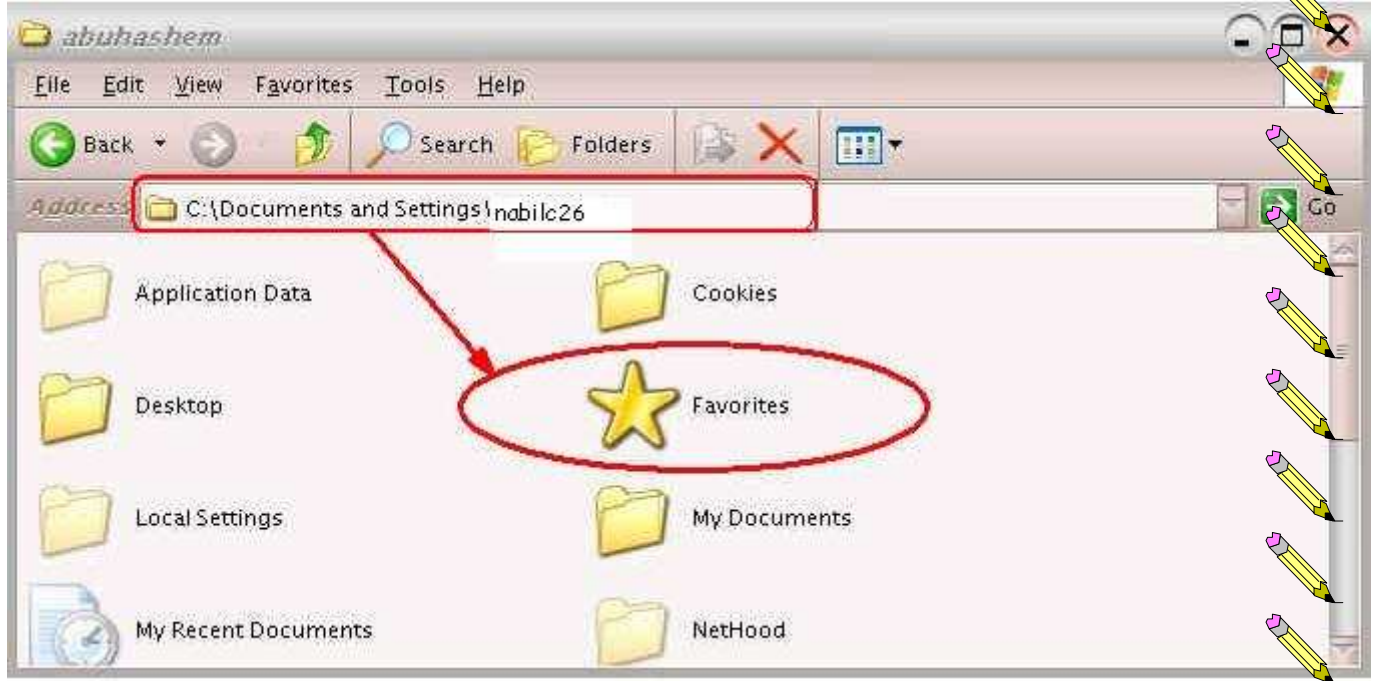 abuhashem
File Edit View Favorites Tools Help
Back Search Folders
Address C:\Documents and Settings\nabilc26 Go
Application Data Cookies
Desktop Favorites
Local Settings My Documents
My Recent Documents NetHood